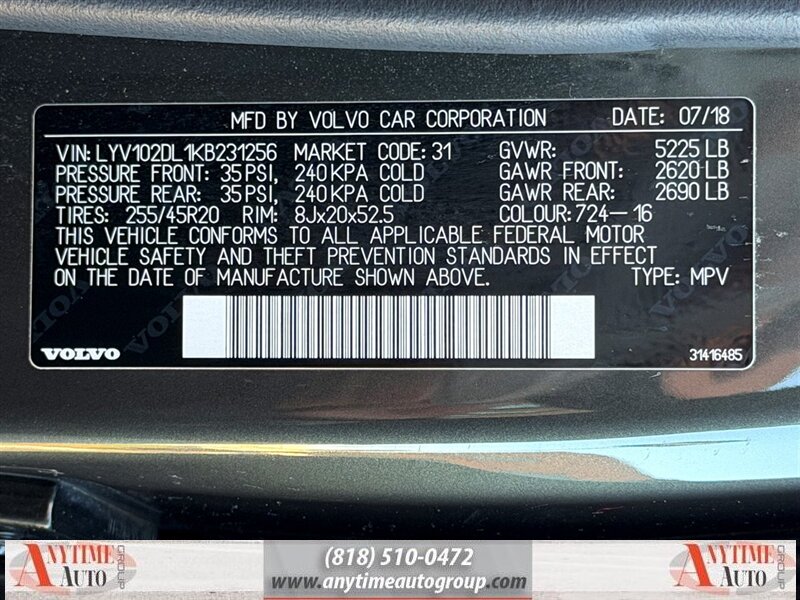 MFD BY VOLVO CAR CORPORATION DATE: 07/18
VIN: LYV102DL1KB231256 MARKET CODE: 31 GVWR: 5225 LB
PRESSURE FRONT: 35 PSI, 240 KPA COLD GAWR FRONT: 2620 LB
PRESSURE REAR: 35 PSI, 240 KPA COLD GAWR REAR: 2690 LB
TIRES: 255/45R20 RIM: 8Jx20x52.5 COLOUR: 724-16
THIS VEHICLE CONFORMS TO ALL APPLICABLE FEDERAL MOTOR
VEHICLE SAFETY AND THEFT PREVENTION STANDARDS IN EFFECT
ON THE DATE OF MANUFACTURE SHOWN ABOVE. TYPE: MPV
VOLVO 31416485
ANYTIME AUTO GROUP (818) 510-0472 ANYTIME AUTO GROUP
www.anytimeautogroup.com